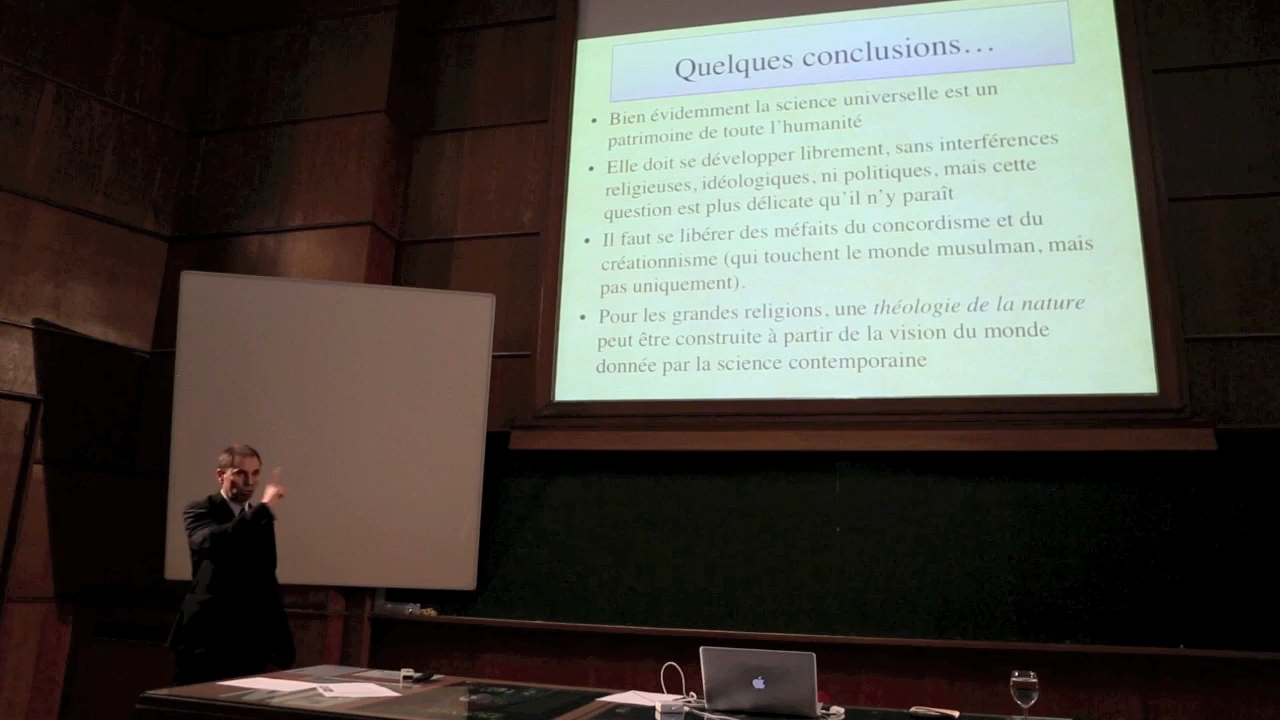 Quelques conclusions…
• Bien évidemment la science universelle est un
patrimoine de toute l'humanité
• Elle doit se développer librement, sans interférences
religieuses, idéologiques, ni politiques, mais cette
question est plus délicate qu'il n'y paraît
• Il faut se libérer des méfaits du concordisme et du
créationnisme (qui touchent le monde musulman, mais
pas uniquement).
• Pour les grandes religions, une théologie de la nature
peut être construite à partir de la vision du monde
donnée par la science contemporaine